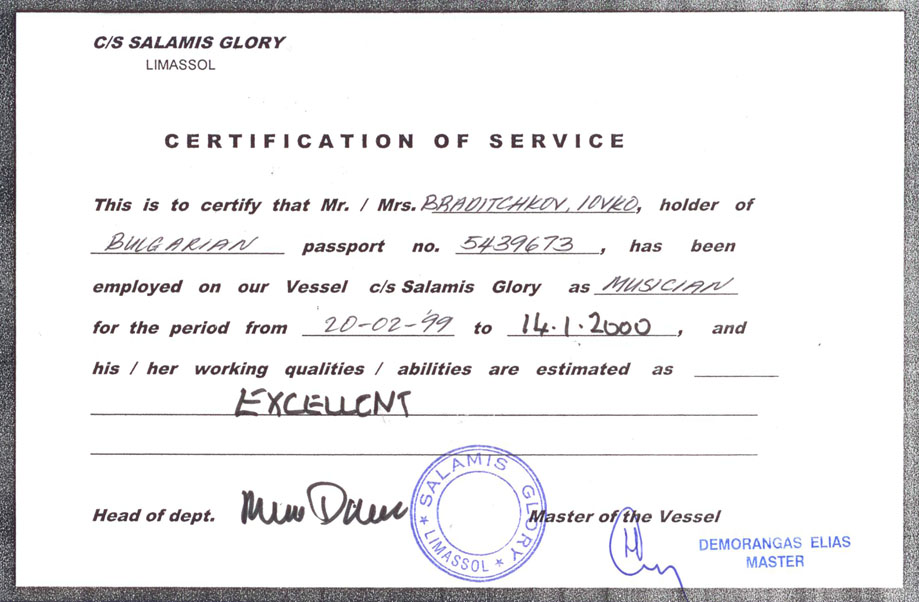 C/S SALAMIS GLORY
LIMASSOL
CERTIFICATION OF SERVICE
This is to certify that Mr. / Mrs. BRADITCHKOV, IOVKO, holder of
BULGARIAN passport no. 5439673, has been
employed on our Vessel c/s Salamis Glory as MUSICIAN
for the period from 20-02-'99 to 14.1.2000, and
his / her working qualities / abilities are estimated as
EXCELLENT
SALAMIS GLORY
* LIMASSOL *
Head of dept.
Master of the Vessel
DEMORANGAS ELIAS
MASTER